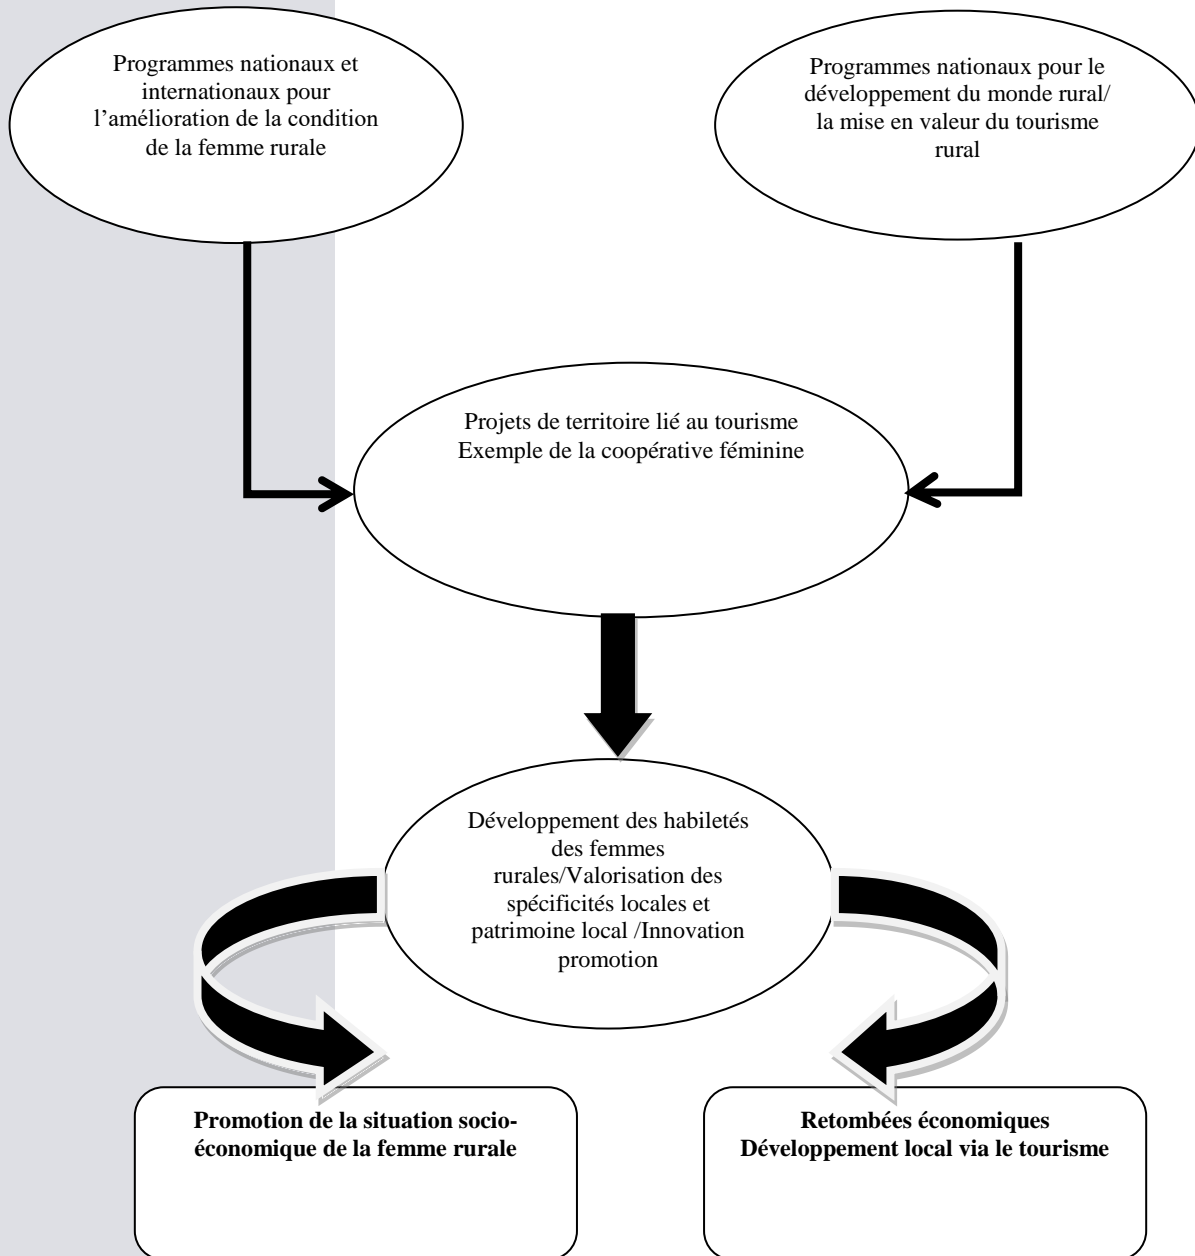 Programmes nationaux et
internationaux pour
l’amélioration de la condition
de la femme rurale
Programmes nationaux pour le
développement du monde rural/
la mise en valeur du tourisme
rural
Projets de territoire lié au tourisme
Exemple de la coopérative féminine
Développement des habiletés
des femmes
rurales/Valorisation des
spécificités locales et
patrimoine local /Innovation
promotion
Promotion de la situation socio-
économique de la femme rurale
Retombées économiques
Développement local via le tourisme